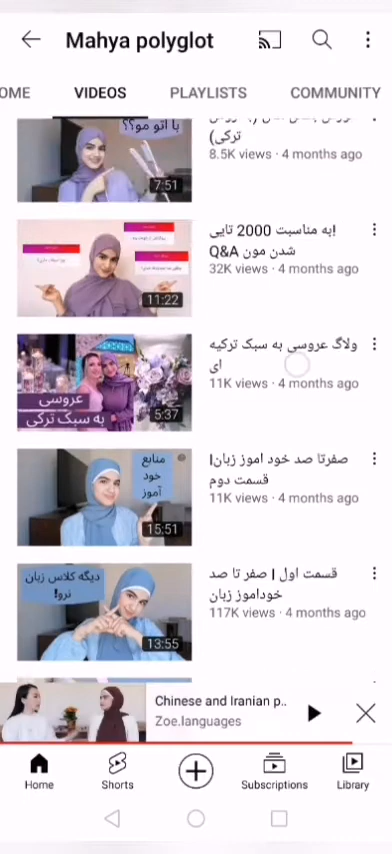 Mahya polyglot
OME VIDEOS PLAYLISTS COMMUNITY
با اتو مو؟؟
7:51
ترکی)
8.5K views · 4 months ago
11:22
!به مناسبت 2000 تایی
شدن مون Q&A
32K views · 4 months ago
عروسی
به سبک ترکی
5:37
ولاگ عروسی به سبک ترکیه
ای
11K views · 4 months ago
منابع
خود
آموز
15:51
صفرتا صد خود اموز زبان|
قسمت دوم
11K views · 4 months ago
دیگه کلاس زبان
نرو!
13:55
قسمت اول | صفر تا صد
خوداموز زبان
117K views · 4 months ago
Chinese and Iranian p..
Zoe.languages
Home Shorts Subscriptions Library